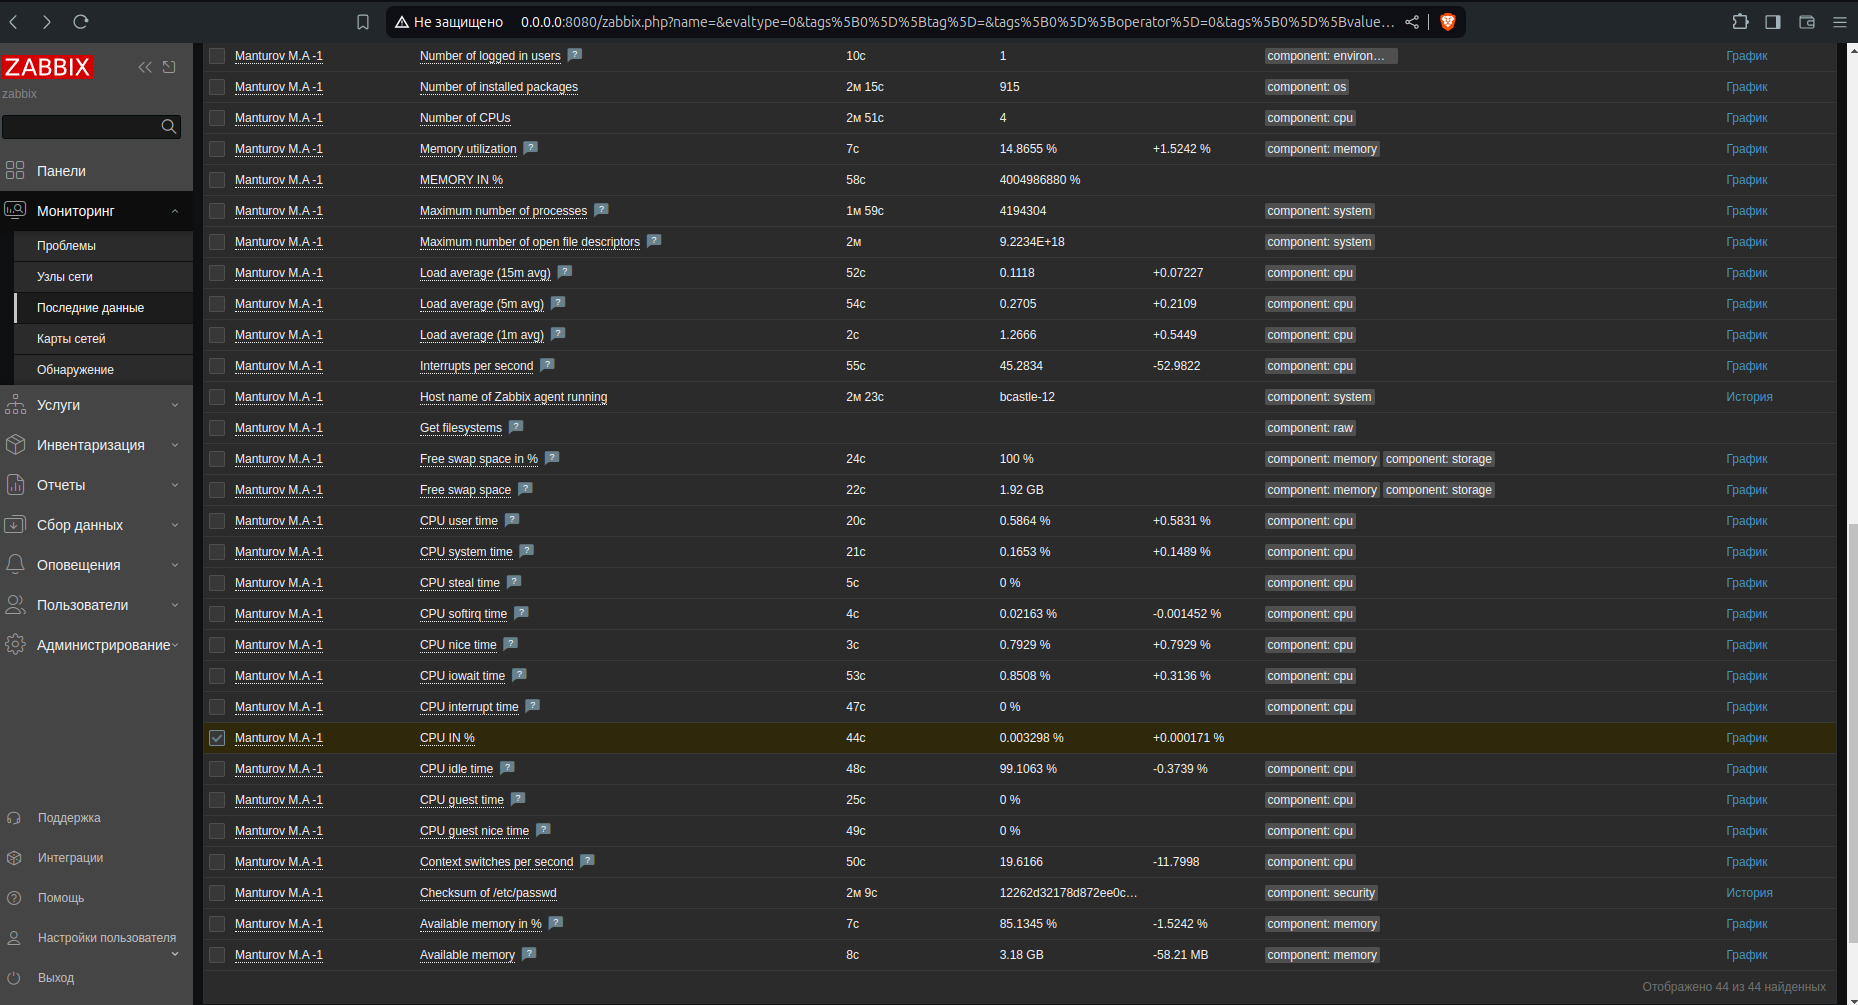 Не защищено 0.0.0.0:8080/zabbix.php?name=&evaltype=0&tags%5B0%5D%5Btag%5D=&tags%5B0%5D%5Boperator%5D=0&tags%5B0%5D%5Bvalue...
ZABBIX
zabbix
Панели
Мониторинг
Проблемы
Узлы сети
Последние данные
Карты сетей
Обнаружение
Услуги
Инвентаризация
Отчеты
Сбор данных
Оповещения
Пользователи
Администрирование
Поддержка
Интеграции
Помощь
Настройки пользователя
Выход
Manturov M.A -1 Number of logged in users ? 10с 1 component: environ... График
Manturov M.A -1 Number of installed packages 2м 15с 915 component: os График
Manturov M.A -1 Number of CPUs 2м 51с 4 component: cpu График
Manturov M.A -1 Memory utilization ? 7с 14.8655 % +1.5242 % component: memory График
Manturov M.A -1 MEMORY IN % 58с 4004986880 % График
Manturov M.A -1 Maximum number of processes ? 1м 59с 4194304 component: system График
Manturov M.A -1 Maximum number of open file descriptors ? 2м 9.2234E+18 component: system График
Manturov M.A -1 Load average (15m avg) ? 52с 0.1118 +0.07227 component: cpu График
Manturov M.A -1 Load average (5m avg) ? 54с 0.2705 +0.2109 component: cpu График
Manturov M.A -1 Load average (1m avg) ? 2с 1.2666 +0.5449 component: cpu График
Manturov M.A -1 Interrupts per second ? 55с 45.2834 -52.9822 component: cpu График
Manturov M.A -1 Host name of Zabbix agent running 2м 23с bcastle-12 component: system История
Manturov M.A -1 Get filesystems ? component: raw
Manturov M.A -1 Free swap space in % ? 24с 100 % component: memory component: storage График
Manturov M.A -1 Free swap space ? 22с 1.92 GB component: memory component: storage График
Manturov M.A -1 CPU user time ? 20с 0.5864 % +0.5831 % component: cpu График
Manturov M.A -1 CPU system time ? 21с 0.1653 % +0.1489 % component: cpu График
Manturov M.A -1 CPU steal time ? 5с 0 % component: cpu График
Manturov M.A -1 CPU softirq time ? 4с 0.02163 % -0.001452 % component: cpu График
Manturov M.A -1 CPU nice time ? 3с 0.7929 % +0.7929 % component: cpu График
Manturov M.A -1 CPU iowait time ? 53с 0.8508 % +0.3136 % component: cpu График
Manturov M.A -1 CPU interrupt time ? 47с 0 % component: cpu График
Manturov M.A -1 CPU IN % 44с 0.003298 % +0.000171 % График
Manturov M.A -1 CPU idle time ? 48с 99.1063 % -0.3739 % component: cpu График
Manturov M.A -1 CPU guest time ? 25с 0 % component: cpu График
Manturov M.A -1 CPU guest nice time ? 49с 0 % component: cpu График
Manturov M.A -1 Context switches per second ? 50с 19.6166 -11.7998 component: cpu График
Manturov M.A -1 Checksum of /etc/passwd 2м 9с 12262d32178d872ee0c... component: security История
Manturov M.A -1 Available memory in % ? 7с 85.1345 % -1.5242 % component: memory График
Manturov M.A -1 Available memory ? 8с 3.18 GB -58.21 MB component: memory График
Отображено 44 из 44 найденных